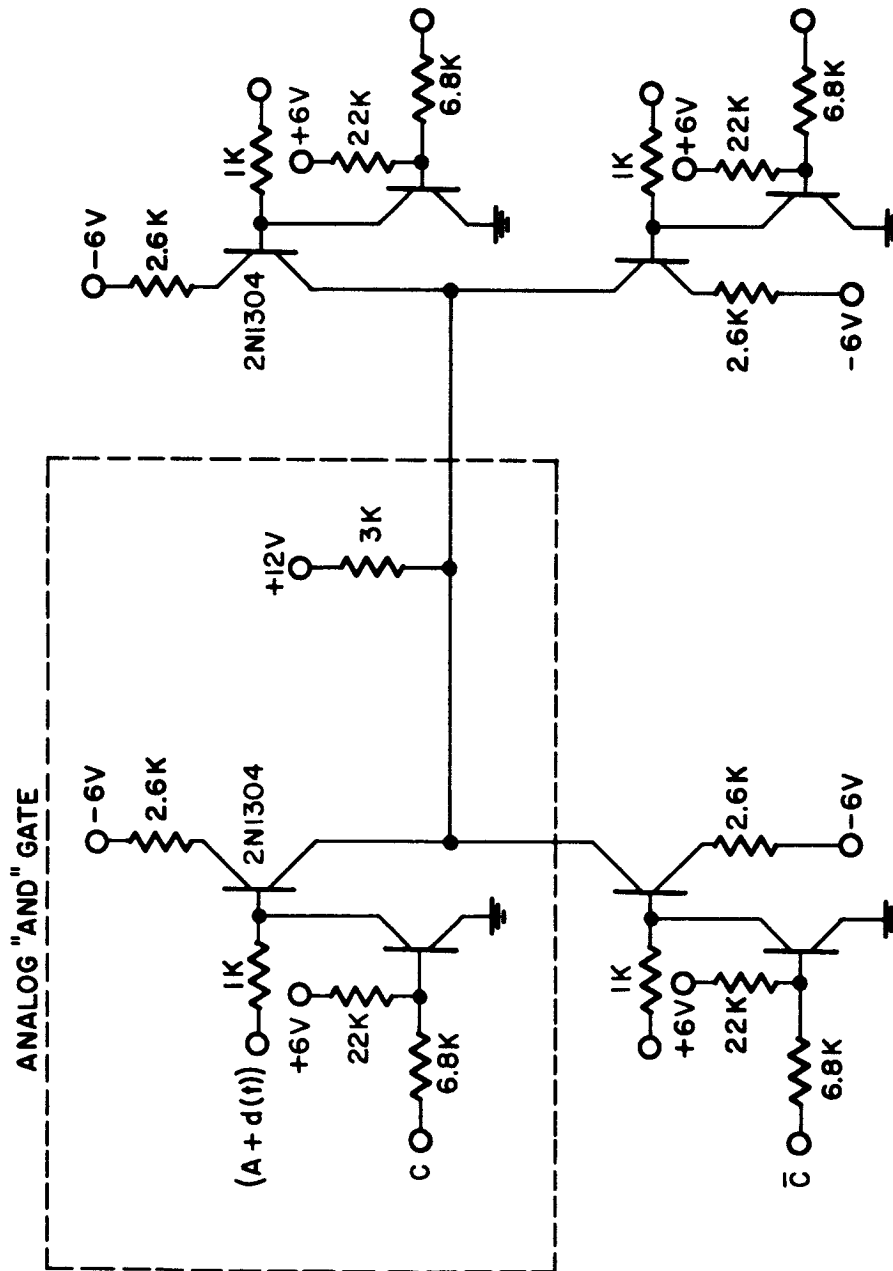 ANALOG "AND" GATE
-6V
-6V
2.6K
2.6K
1K
1K
(A + d(t))
2N1304
2N1304
+12V
+6V
+6V
22K
3K
22K
C
6.8K
6.8K
1K
1K
+6V
+6V
22K
2.6K
2.6K
22K
C̄
6.8K
6.8K
-6V
-6V